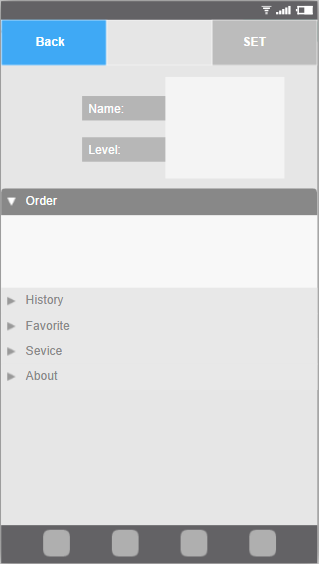 Back
SET
Name:
Level:
Order
History
Favorite
Sevice
About